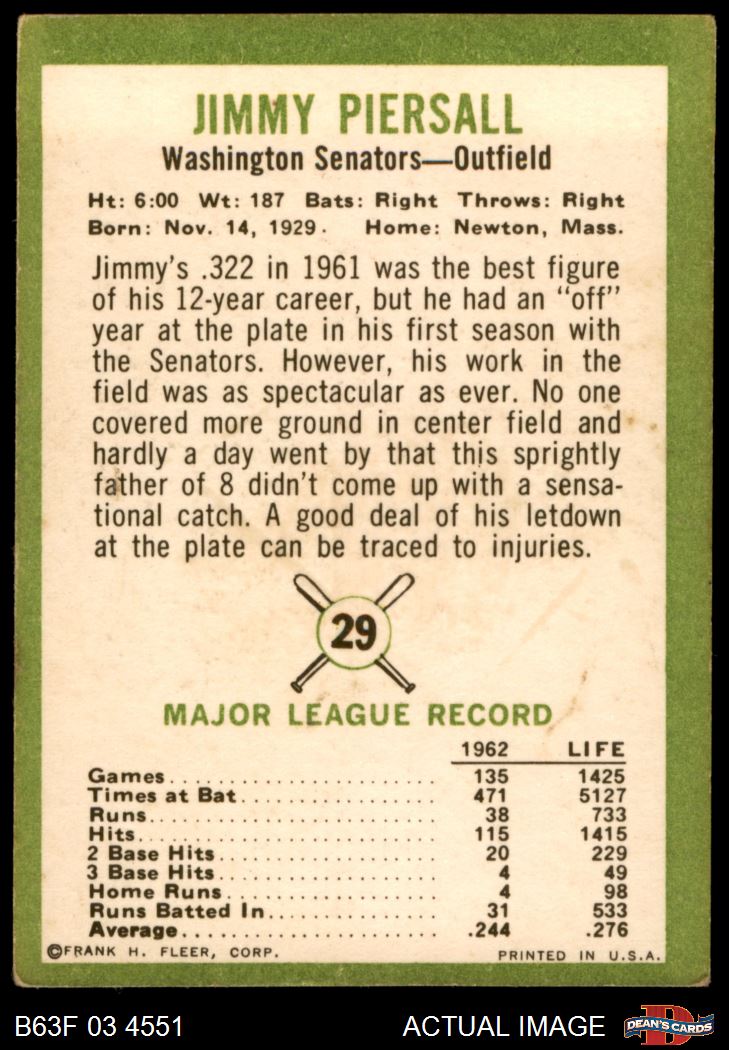 JIMMY PIERSALL
Washington Senators—Outfield
Ht: 6:00 Wt: 187 Bats: Right Throws: Right
Born: Nov. 14, 1929. Home: Newton, Mass.
Jimmy's .322 in 1961 was the best figure
of his 12-year career, but he had an "off"
year at the plate in his first season with
the Senators. However, his work in the
field was as spectacular as ever. No one
covered more ground in center field and
hardly a day went by that this sprightly
father of 8 didn't come up with a sensa-
tional catch. A good deal of his letdown
at the plate can be traced to injuries.
29
MAJOR LEAGUE RECORD
1962 LIFE
Games........................ 135 1425
Times at Bat................. 471 5127
Runs......................... 38 733
Hits......................... 115 1415
2 Base Hits.................. 20 229
3 Base Hits.................. 4 49
Home Runs.................... 4 98
Runs Batted In............... 31 533
Average...................... .244 .276
©FRANK H. FLEER, CORP. PRINTED IN U.S.A.
B63F 03 4551 ACTUAL IMAGE D DEAN'S CARDS